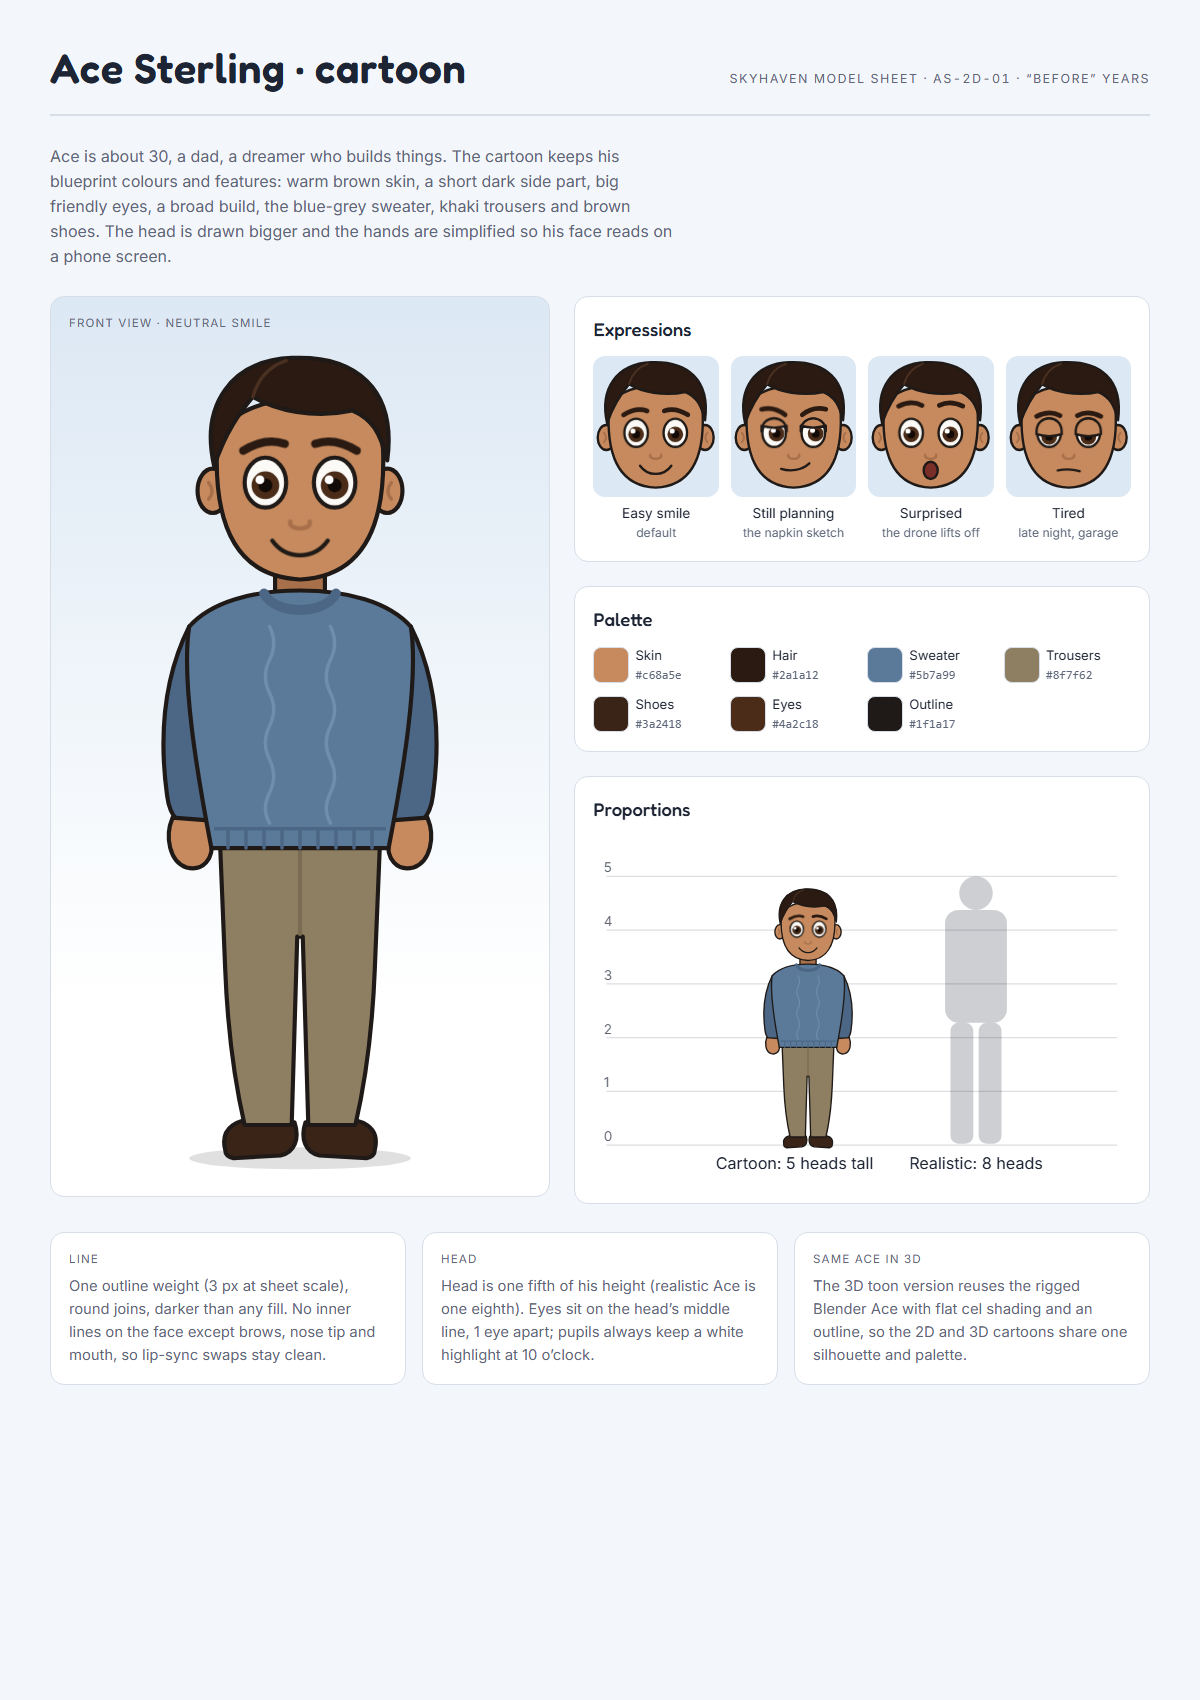 Ace Sterling · cartoon
SKYHAVEN MODEL SHEET · AS-2D-01 · “BEFORE” YEARS
Ace is about 30, a dad, a dreamer who builds things. The cartoon keeps his
blueprint colours and features: warm brown skin, a short dark side part, big
friendly eyes, a broad build, the blue-grey sweater, khaki trousers and brown
shoes. The head is drawn bigger and the hands are simplified so his face reads on
a phone screen.
FRONT VIEW · NEUTRAL SMILE
Expressions
Easy smile
default
Still planning
the napkin sketch
Surprised
the drone lifts off
Tired
late night, garage
Palette
Skin
#c68a5e
Hair
#2a1a12
Sweater
#5b7a99
Trousers
#8f7f62
Shoes
#3a2418
Eyes
#4a2c18
Outline
#1f1a17
Proportions
5
4
3
2
1
0
Cartoon: 5 heads tall
Realistic: 8 heads
LINE
One outline weight (3 px at sheet scale),
round joins, darker than any fill. No inner
lines on the face except brows, nose tip and
mouth, so lip-sync swaps stay clean.
HEAD
Head is one fifth of his height (realistic Ace is
one eighth). Eyes sit on the head’s middle
line, 1 eye apart; pupils always keep a white
highlight at 10 o’clock.
SAME ACE IN 3D
The 3D toon version reuses the rigged
Blender Ace with flat cel shading and an
outline, so the 2D and 3D cartoons share one
silhouette and palette.